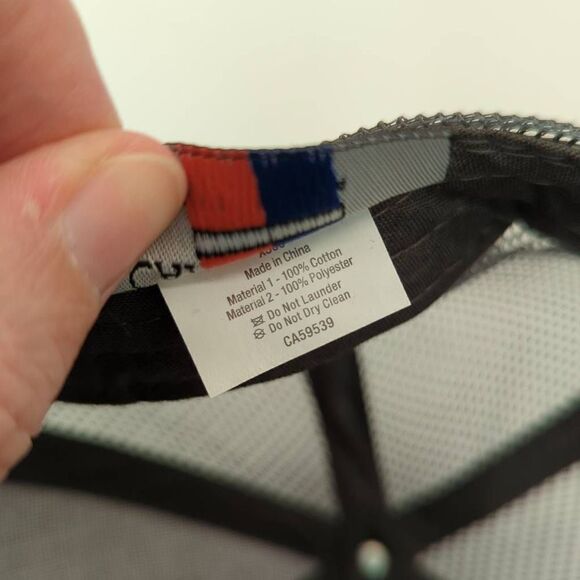 Made in China
Material 1 - 100% Cotton
Material 2 - 100% Polyester
Do Not Launder
Do Not Dry Clean
CA59539